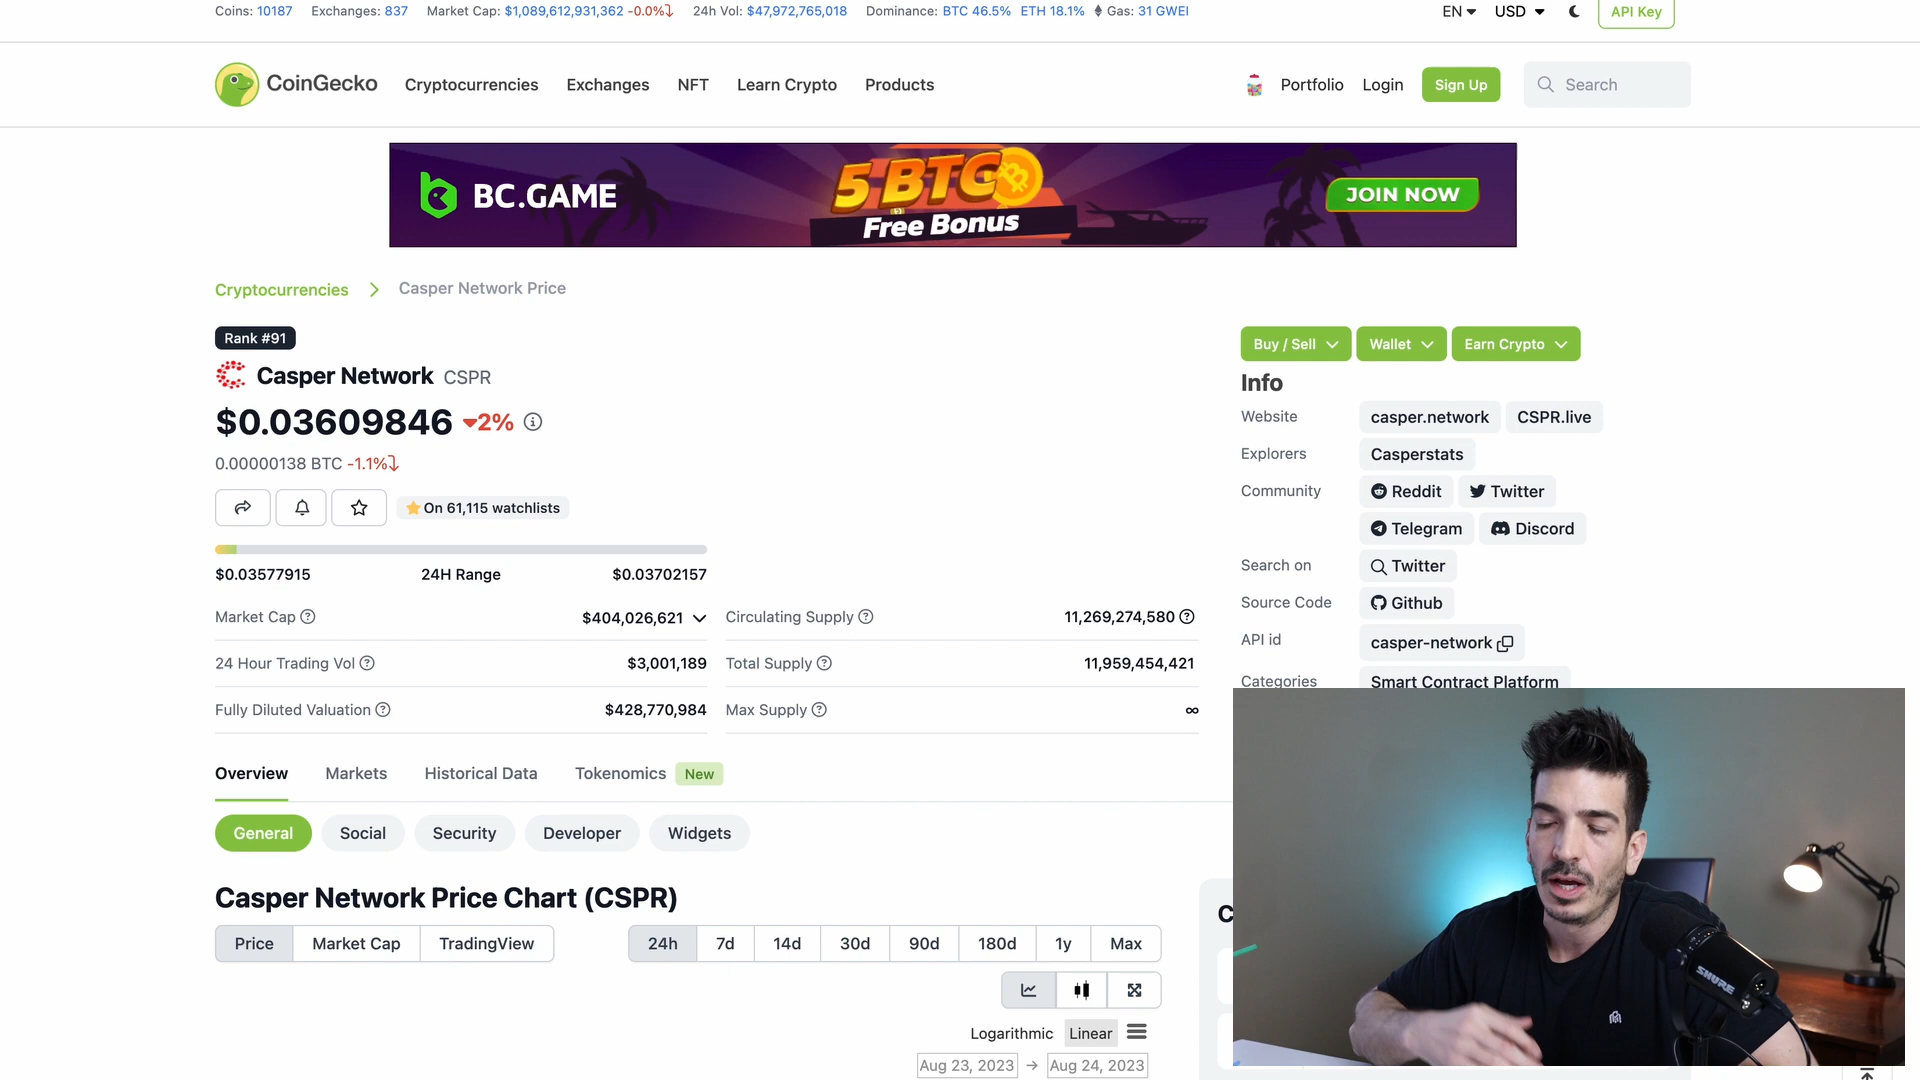 Coins: 10187 Exchanges: 837 Market Cap: $1,089,612,931,362 -0.0% 24h Vol: $47,972,765,018 Dominance: BTC 46.5% ETH 18.1% Gas: 31 GWEI EN USD API Key
CoinGecko Cryptocurrencies Exchanges NFT Learn Crypto Products Portfolio Login Sign Up Search
BC.GAME 5 BTC Free Bonus JOIN NOW
Cryptocurrencies Casper Network Price
Rank #91
Casper Network CSPR
$0.03609846 2%
0.00000138 BTC -1.1%
On 61,115 watchlists
$0.03577915 24H Range $0.03702157
Market Cap $404,026,621
24 Hour Trading Vol $3,001,189
Fully Diluted Valuation $428,770,984
Circulating Supply 11,269,274,580
Total Supply 11,959,454,421
Max Supply ∞
Buy / Sell Wallet Earn Crypto
Info
Website casper.network CSPR.live
Explorers Casperstats
Community Reddit Twitter
Telegram Discord
Search on Twitter
Source Code Github
API id casper-network
Categories Smart Contract Platform
Overview Markets Historical Data Tokenomics New
General Social Security Developer Widgets
Casper Network Price Chart (CSPR)
Price Market Cap TradingView 24h 7d 14d 30d 90d 180d 1y Max
Logarithmic Linear
Aug 23, 2023 → Aug 24, 2023
SHURE